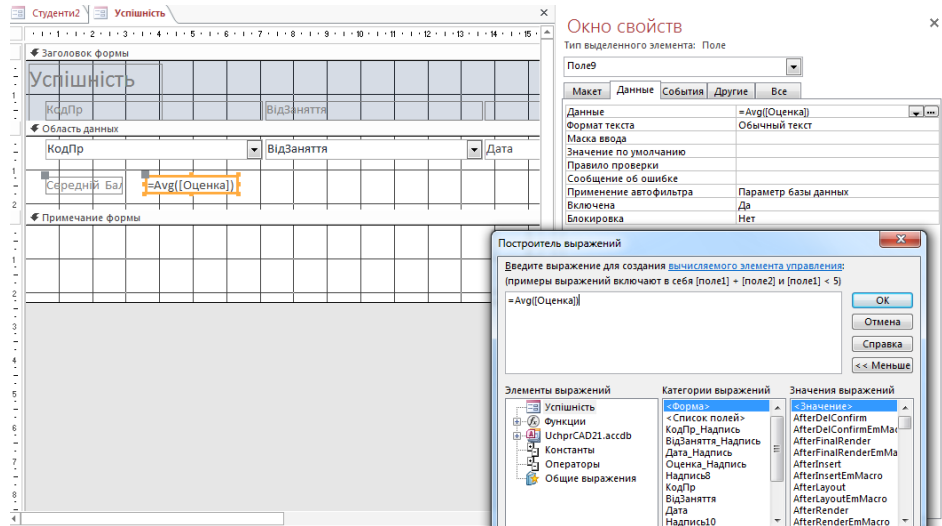 Студенти2 Успішність
Заголовок формы
Успішність
КодПр ВідЗаняття
Область данных
КодПр ВідЗаняття Дата
Середній Бал =Avg([Оценка])
Примечание формы
Окно свойств
Тип выделенного элемента: Поле
Поле9
Макет Данные События Другие Все
Данные =Avg([Оценка])
Формат текста Обычный текст
Маска ввода
Значение по умолчанию
Правило проверки
Сообщение об ошибке
Применение автофильтра Параметр базы данных
Включена Да
Блокировка Нет
Построитель выражений
Введите выражение для создания вычисляемого элемента управления:
(примеры выражений включают в себя [поле1] + [поле2] и [поле1] < 5)
=Avg([Оценка])
ОК
Отмена
Справка
<< Меньше
Элементы выражений
Успішність
Функции
UchprCAD21.accdb
Константы
Операторы
Общие выражения
Категории выражений
<Форма>
<Список полей>
КодПр_Надпись
ВідЗаняття_Надпись
Дата_Надпись
Оценка_Надпись
Надпись8
КодПр
ВідЗаняття
Дата
Надпись10
Значения выражений
<Значение>
AfterDelConfirm
AfterDelConfirmEmMac
AfterFinalRender
AfterFinalRenderEmMa
AfterInsert
AfterInsertEmMacro
AfterLayout
AfterLayoutEmMacro
AfterRender
AfterRenderEmMacro